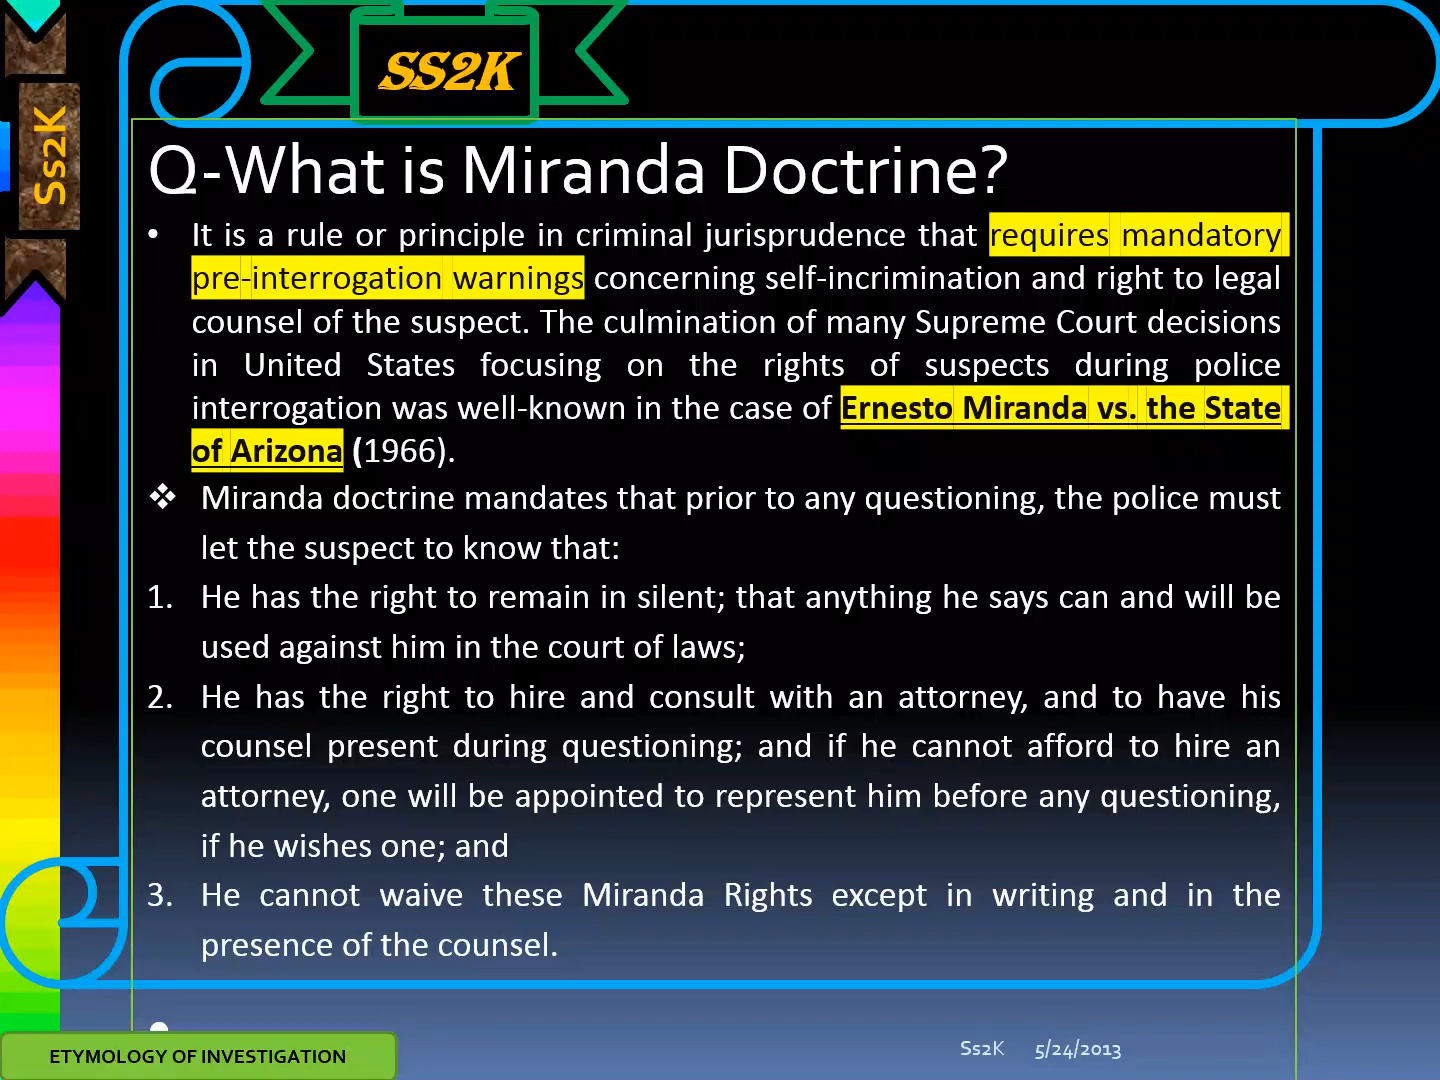 SS2K
Ss2K
Q-What is Miranda Doctrine?
• It is a rule or principle in criminal jurisprudence that requires mandatory
pre-interrogation warnings concerning self-incrimination and right to legal
counsel of the suspect. The culmination of many Supreme Court decisions
in United States focusing on the rights of suspects during police
interrogation was well-known in the case of Ernesto Miranda vs. the State
of Arizona (1966).
❖ Miranda doctrine mandates that prior to any questioning, the police must
let the suspect to know that:
1. He has the right to remain in silent; that anything he says can and will be
used against him in the court of laws;
2. He has the right to hire and consult with an attorney, and to have his
counsel present during questioning; and if he cannot afford to hire an
attorney, one will be appointed to represent him before any questioning,
if he wishes one; and
3. He cannot waive these Miranda Rights except in writing and in the
presence of the counsel.
ETYMOLOGY OF INVESTIGATION
Ss2K 5/24/2013